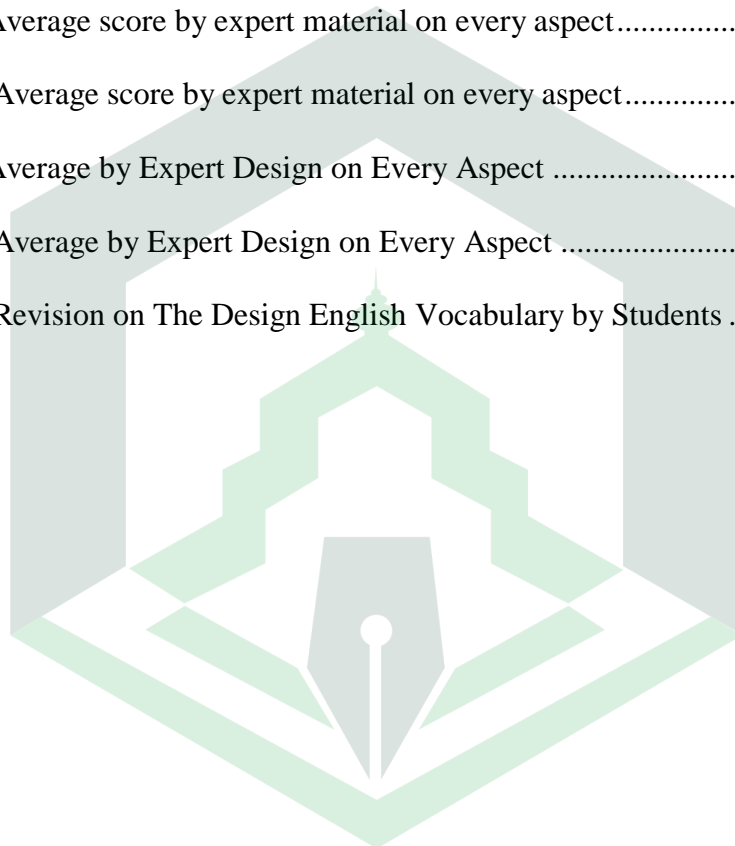 Average score by expert material on every aspect...............
Average score by expert material on every aspect..............
Average by Expert Design on Every Aspect .......................
Average by Expert Design on Every Aspect ......................
Revision on The Design English Vocabulary by Students .